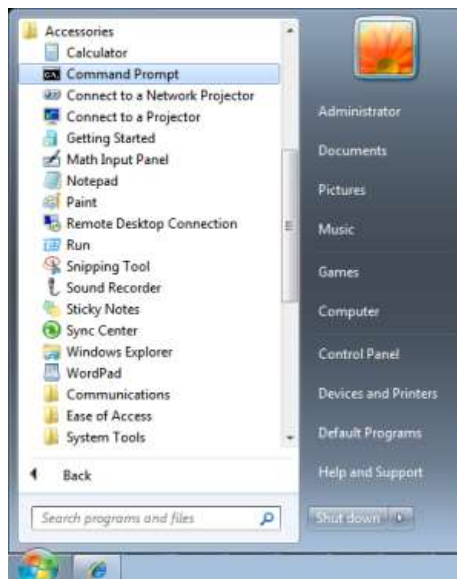 Accessories
Calculator
Command Prompt
Connect to a Network Projector
Connect to a Projector
Getting Started
Math Input Panel
Notepad
Paint
Remote Desktop Connection
Run
Snipping Tool
Sound Recorder
Sticky Notes
Sync Center
Windows Explorer
WordPad
Communications
Ease of Access
System Tools
Back
Search programs and files
Administrator
Documents
Pictures
Music
Games
Computer
Control Panel
Devices and Printers
Default Programs
Help and Support
Shut down